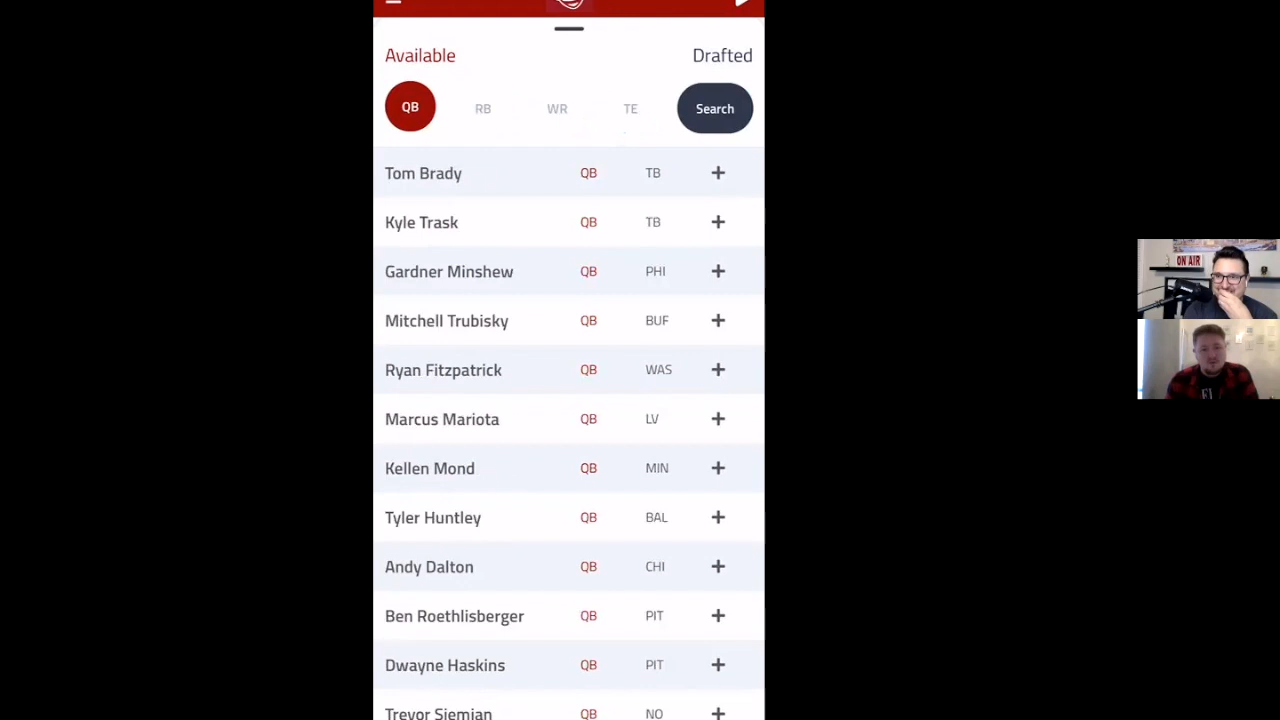 Available Drafted
QB RB WR TE Search
Tom Brady QB TB +
Kyle Trask QB TB +
Gardner Minshew QB PHI +
Mitchell Trubisky QB BUF +
Ryan Fitzpatrick QB WAS +
Marcus Mariota QB LV +
Kellen Mond QB MIN +
Tyler Huntley QB BAL +
Andy Dalton QB CHI +
Ben Roethlisberger QB PIT +
Dwayne Haskins QB PIT +
Trevor Siemian QB NO +
ON AIR